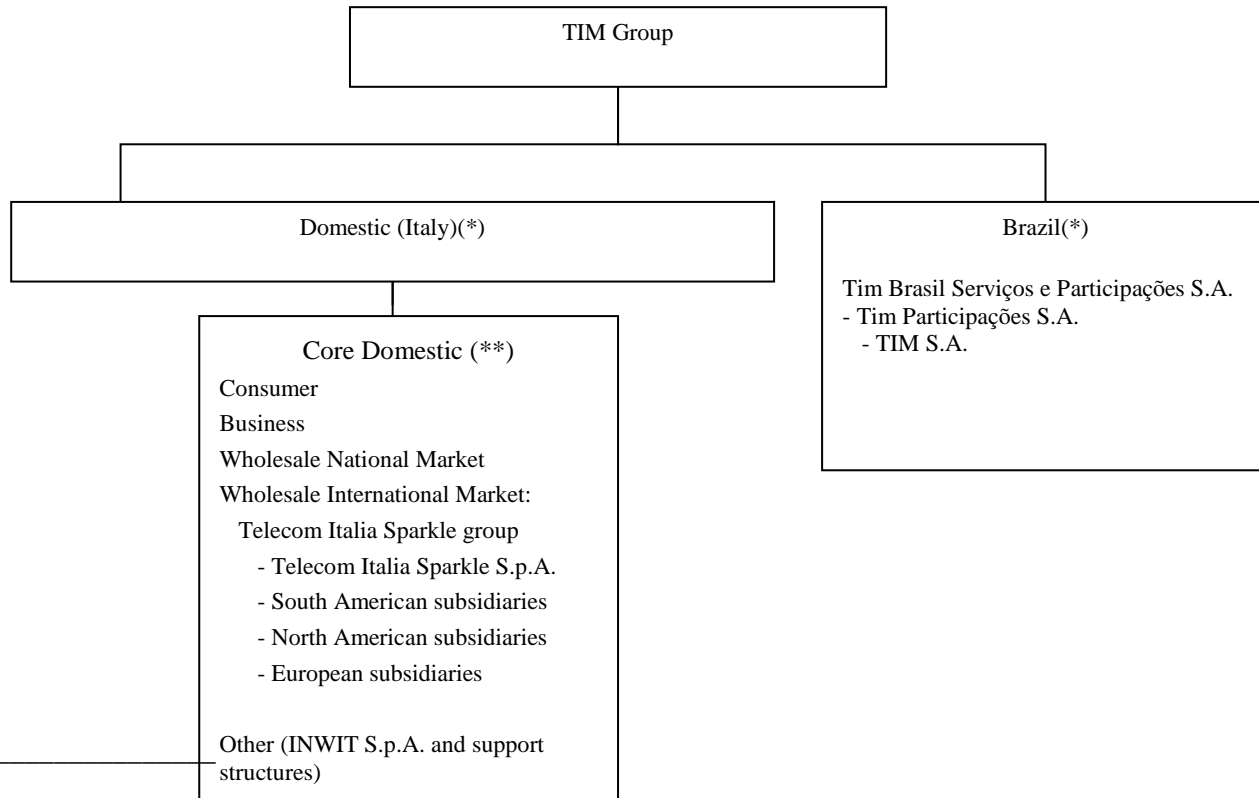 TIM Group
Domestic (Italy)(*)
Brazil(*)
Tim Brasil Serviços e Participações S.A.
- Tim Participações S.A.
- TIM S.A.
Core Domestic (**)
Consumer
Business
Wholesale National Market
Wholesale International Market:
Telecom Italia Sparkle group
- Telecom Italia Sparkle S.p.A.
- South American subsidiaries
- North American subsidiaries
- European subsidiaries
Other (INWIT S.p.A. and support
structures)